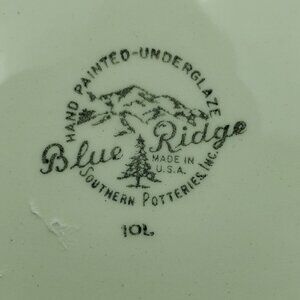 HAND PAINTED-UNDERGLAZE
Blue Ridge
MADE IN
U.S.A.
SOUTHERN POTTERIES, INC.
10L